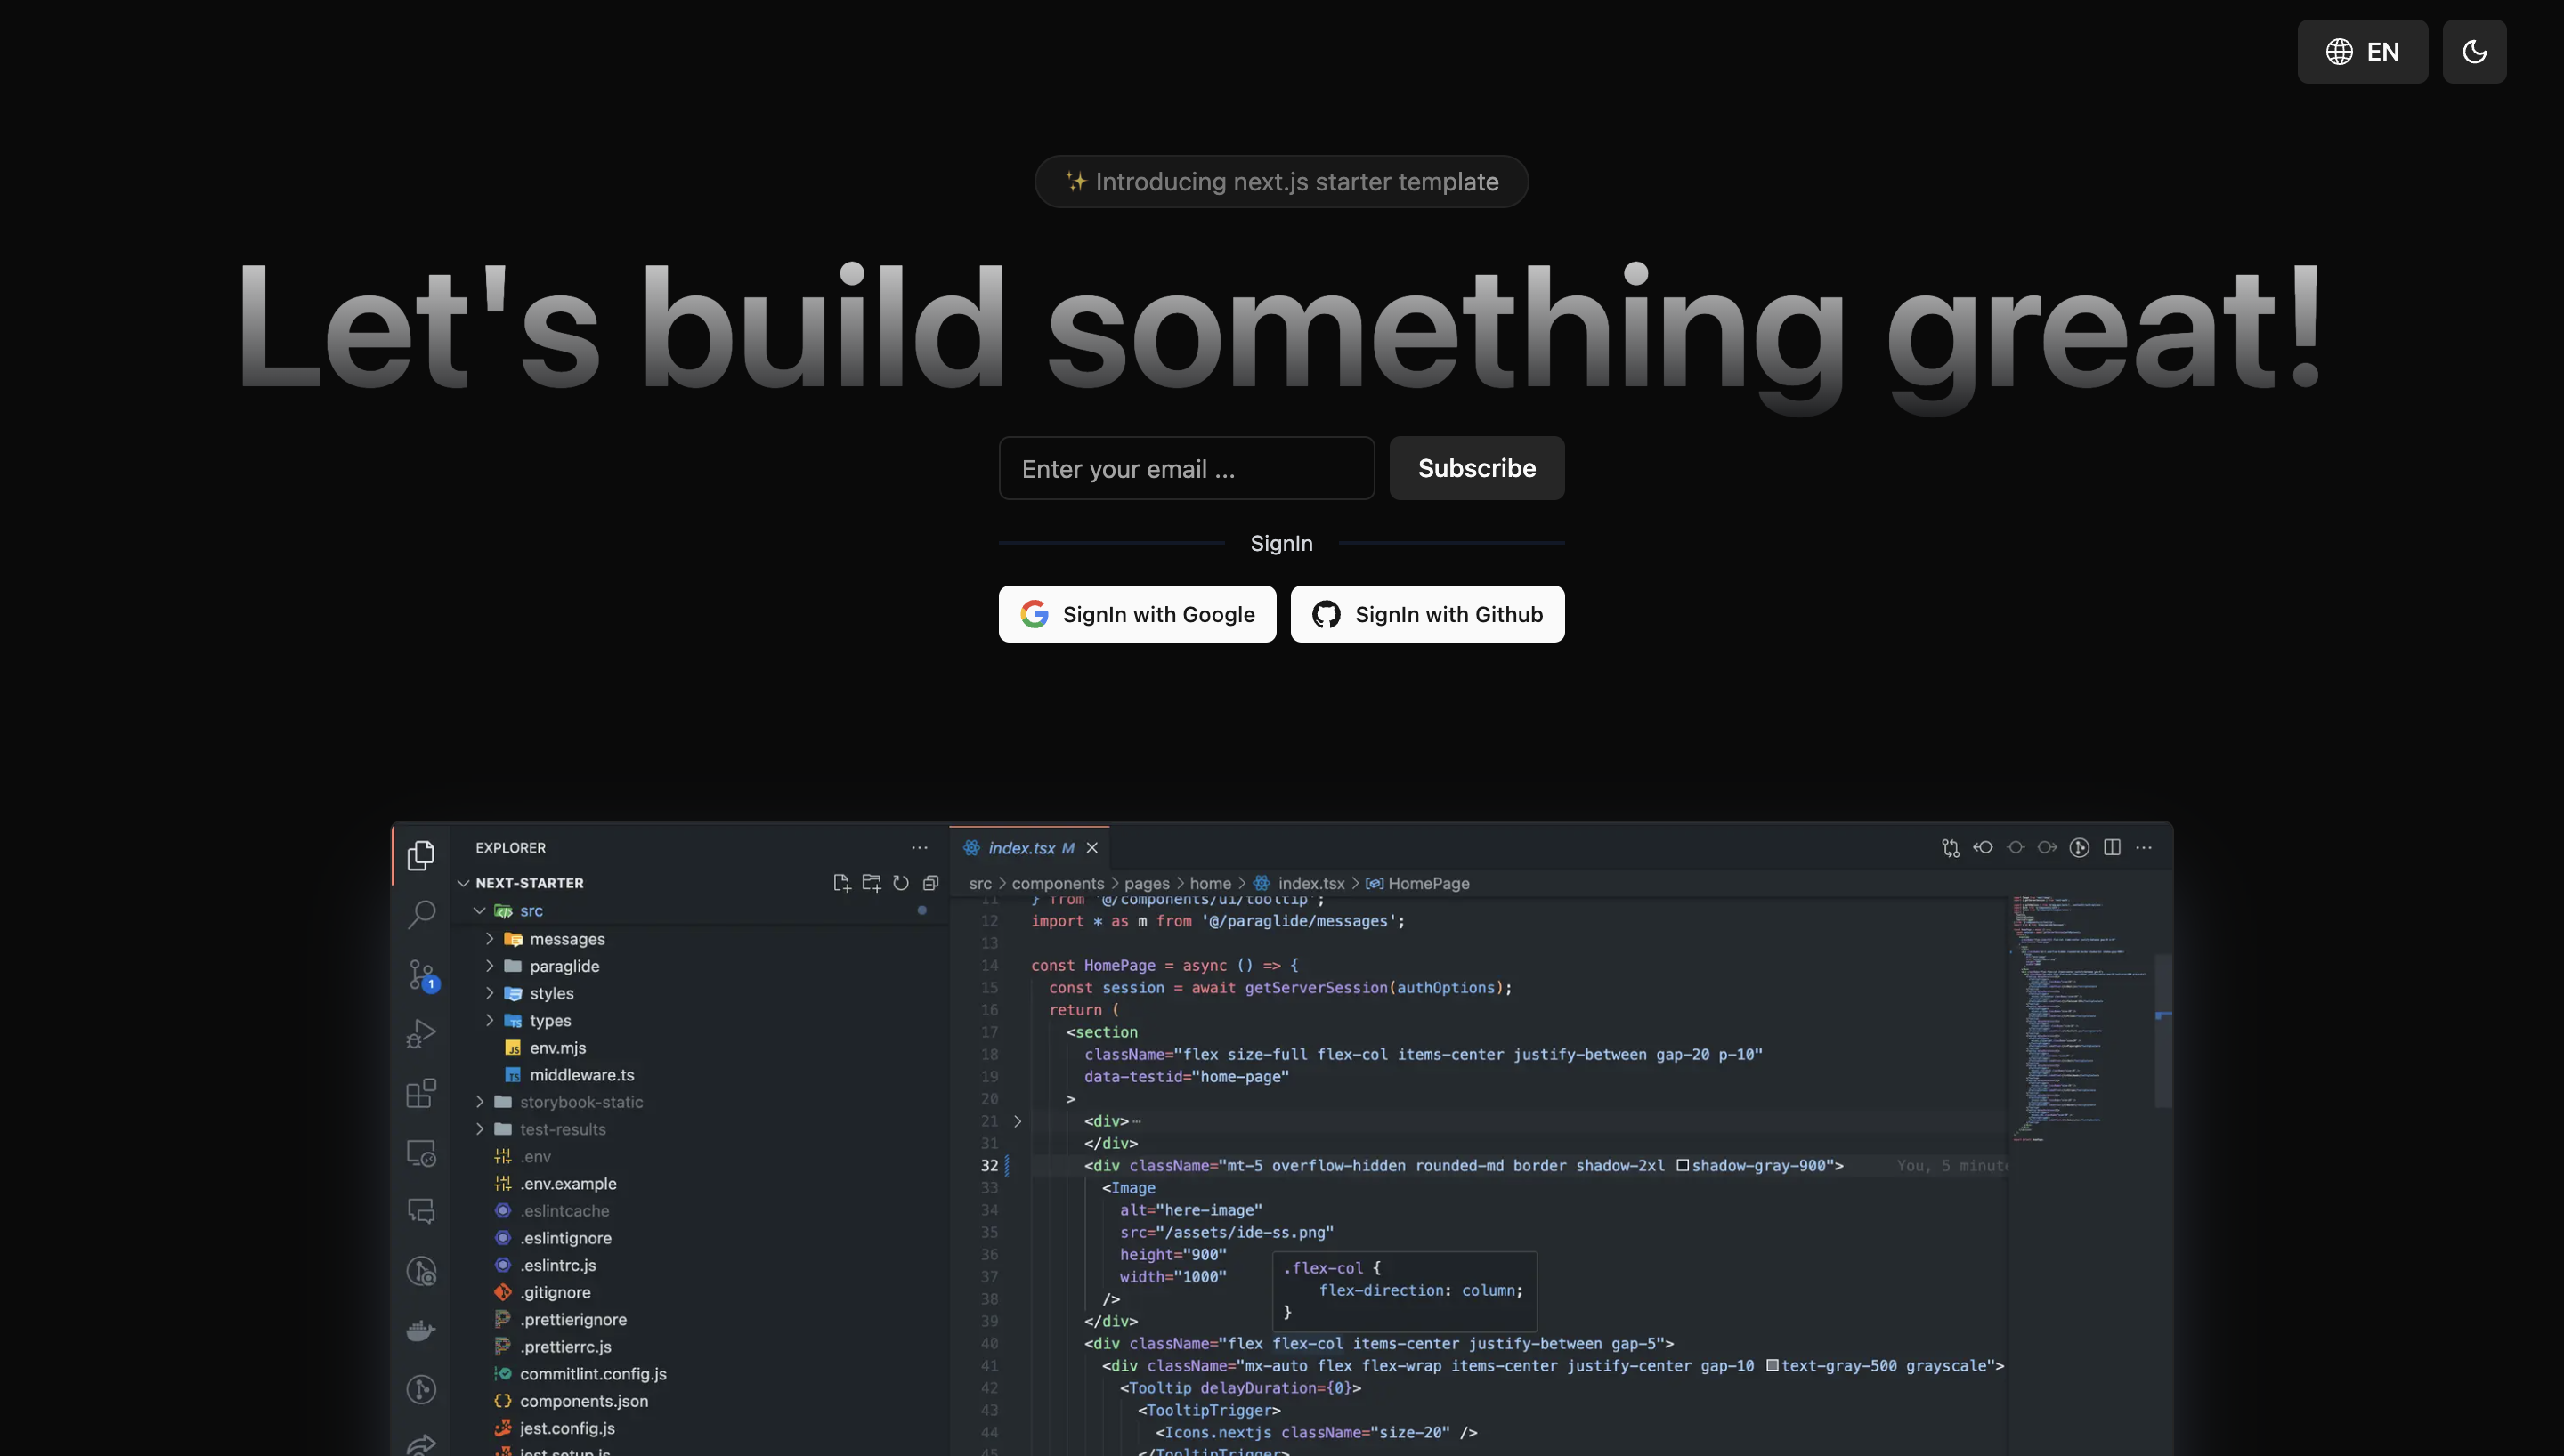 EN
✨ Introducing next.js starter template
Let's build something great!
Enter your email ...
Subscribe
SignIn
SignIn with Google
SignIn with Github
EXPLORER
NEXT-STARTER
src
messages
paraglide
styles
types
env.mjs
middleware.ts
storybook-static
test-results
.env
.env.example
.eslintcache
.eslintignore
.eslintrc.js
.gitignore
.prettierignore
.prettierrc.js
commitlint.config.js
components.json
jest.config.js
jest.setup.js
1
index.tsx M
src > components > pages > home > index.tsx > HomePage
11 } from '@/components/ui/tooltip';
12 import * as m from '@/paraglide/messages';
13
14 const HomePage = async () => {
15 const session = await getServerSession(authOptions);
16 return (
17 <section
18 className="flex size-full flex-col items-center justify-between gap-20 p-10"
19 data-testid="home-page"
20 >
21 <div>…
31 </div>
32 <div className="mt-5 overflow-hidden rounded-md border shadow-2xl shadow-gray-900"> You, 5 minute
33 <Image
34 alt="here-image"
35 src="/assets/ide-ss.png"
36 height="900"
37 width="1000"
38 />
39 </div>
.flex-col {
flex-direction: column;
}
40 <div className="flex flex-col items-center justify-between gap-5">
41 <div className="mx-auto flex flex-wrap items-center justify-center gap-10 text-gray-500 grayscale">
42 <Tooltip delayDuration={0}>
43 <TooltipTrigger>
44 <Icons.nextjs className="size-20" />
45 </TooltipTrigger>